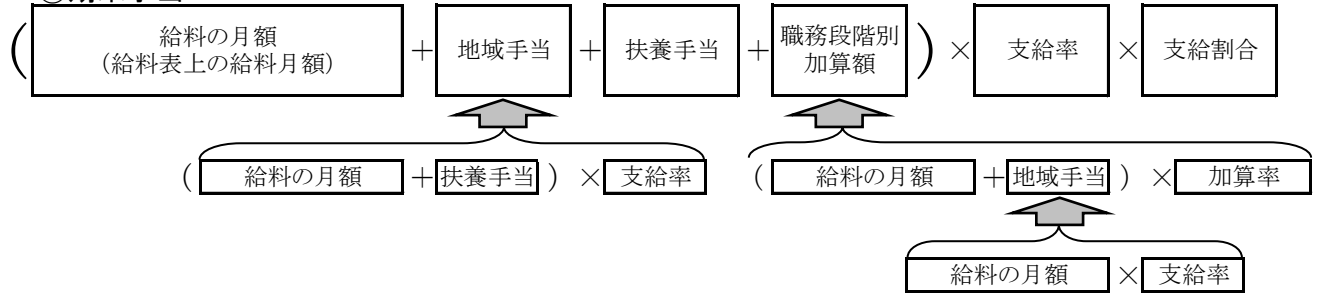 ( 給料の月額 (給料表上の給料月額) + 地域手当 + 扶養手当 + 職務段階別 加算額 ) × 支給率 × 支給割合
( 給料の月額 + 扶養手当 ) × 支給率
( 給料の月額 + 地域手当 ) × 加算率
給料の月額 × 支給率